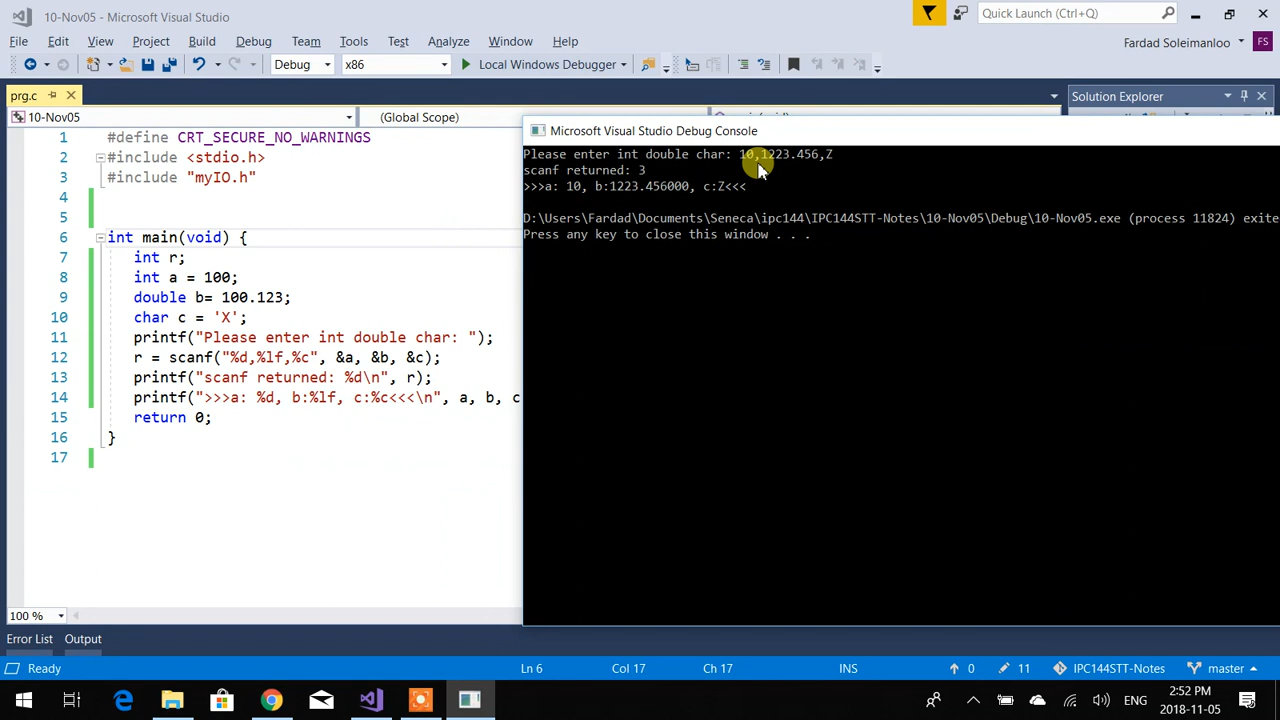 10-Nov05 - Microsoft Visual Studio
Quick Launch (Ctrl+Q)
File Edit View Project Build Debug Team Tools Test Analyze Window Help
Fardad Soleimanloo FS
Debug x86 Local Windows Debugger
prg.c
Solution Explorer
10-Nov05 (Global Scope)
Microsoft Visual Studio Debug Console
1 #define CRT_SECURE_NO_WARNINGS
2 #include <stdio.h>
3 #include "myIO.h"
4
5
6 int main(void) {
7 int r;
8 int a = 100;
9 double b= 100.123;
10 char c = 'X';
11 printf("Please enter int double char: ");
12 r = scanf("%d,%lf,%c", &a, &b, &c);
13 printf("scanf returned: %d\n", r);
14 printf(">>>a: %d, b:%lf, c:%c<<<\n", a, b, c
15 return 0;
16 }
17
Please enter int double char: 10,1223.456,Z
scanf returned: 3
>>>a: 10, b:1223.456000, c:Z<<<
D:\Users\Fardad\Documents\Seneca\ipc144\IPC144STT-Notes\10-Nov05\Debug\10-Nov05.exe (process 11824) exite
Press any key to close this window . . .
100 %
Error List Output
Ready Ln 6 Col 17 Ch 17 INS 0 11 IPC144STT-Notes master
ENG 2:52 PM
2018-11-05